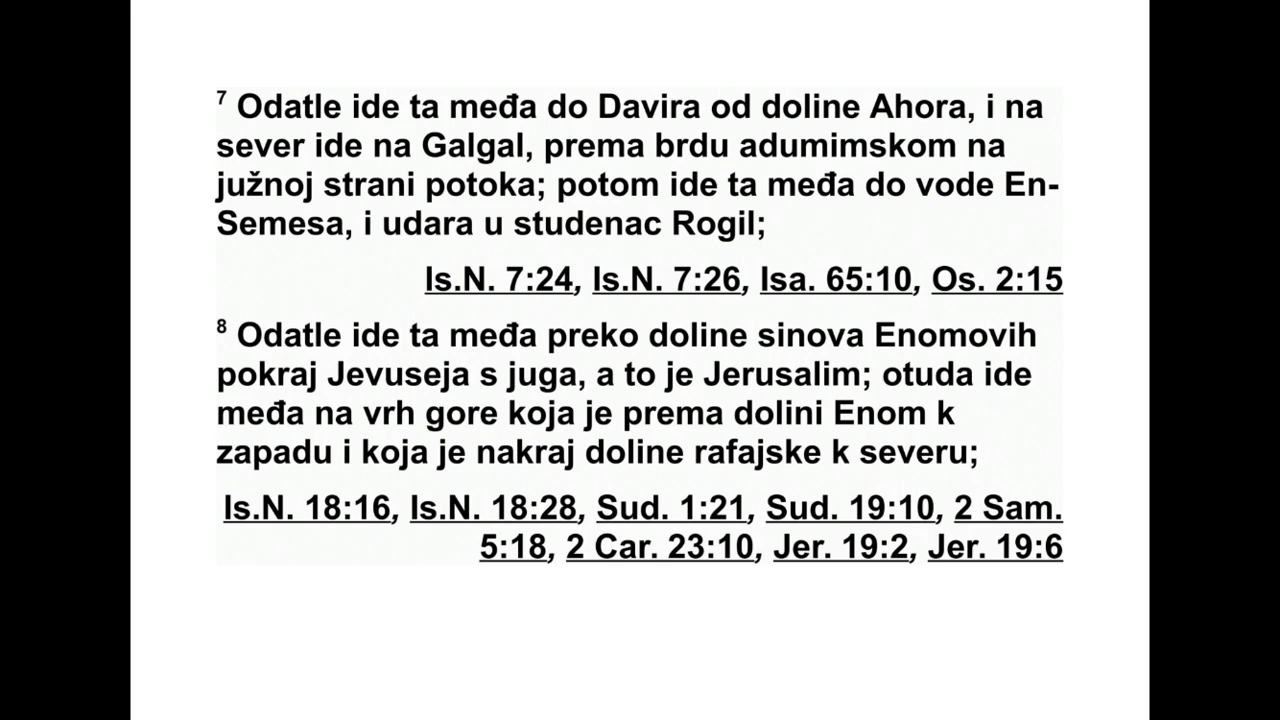 7 Odatle ide ta međa do Davira od doline Ahora, i na
sever ide na Galgal, prema brdu adumimskom na
južnoj strani potoka; potom ide ta međa do vode En-
Semesa, i udara u studenac Rogil;
Is.N. 7:24, Is.N. 7:26, Isa. 65:10, Os. 2:15
8 Odatle ide ta međa preko doline sinova Enomovih
pokraj Jevuseja s juga, a to je Jerusalim; otuda ide
međa na vrh gore koja je prema dolini Enom k
zapadu i koja je nakraj doline rafajske k severu;
Is.N. 18:16, Is.N. 18:28, Sud. 1:21, Sud. 19:10, 2 Sam.
5:18, 2 Car. 23:10, Jer. 19:2, Jer. 19:6